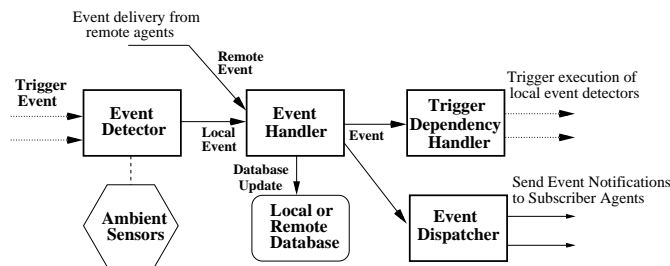 Event delivery from
remote agents
Remote
Event
Trigger
Event
Event
Detector
Local
Event
Event
Handler
Event
Trigger
Dependency
Handler
Trigger execution of
local event detectors
Database
Update
Ambient
Sensors
Local or
Remote
Database
Event
Dispatcher
Send Event Notifications
to Subscriber Agents